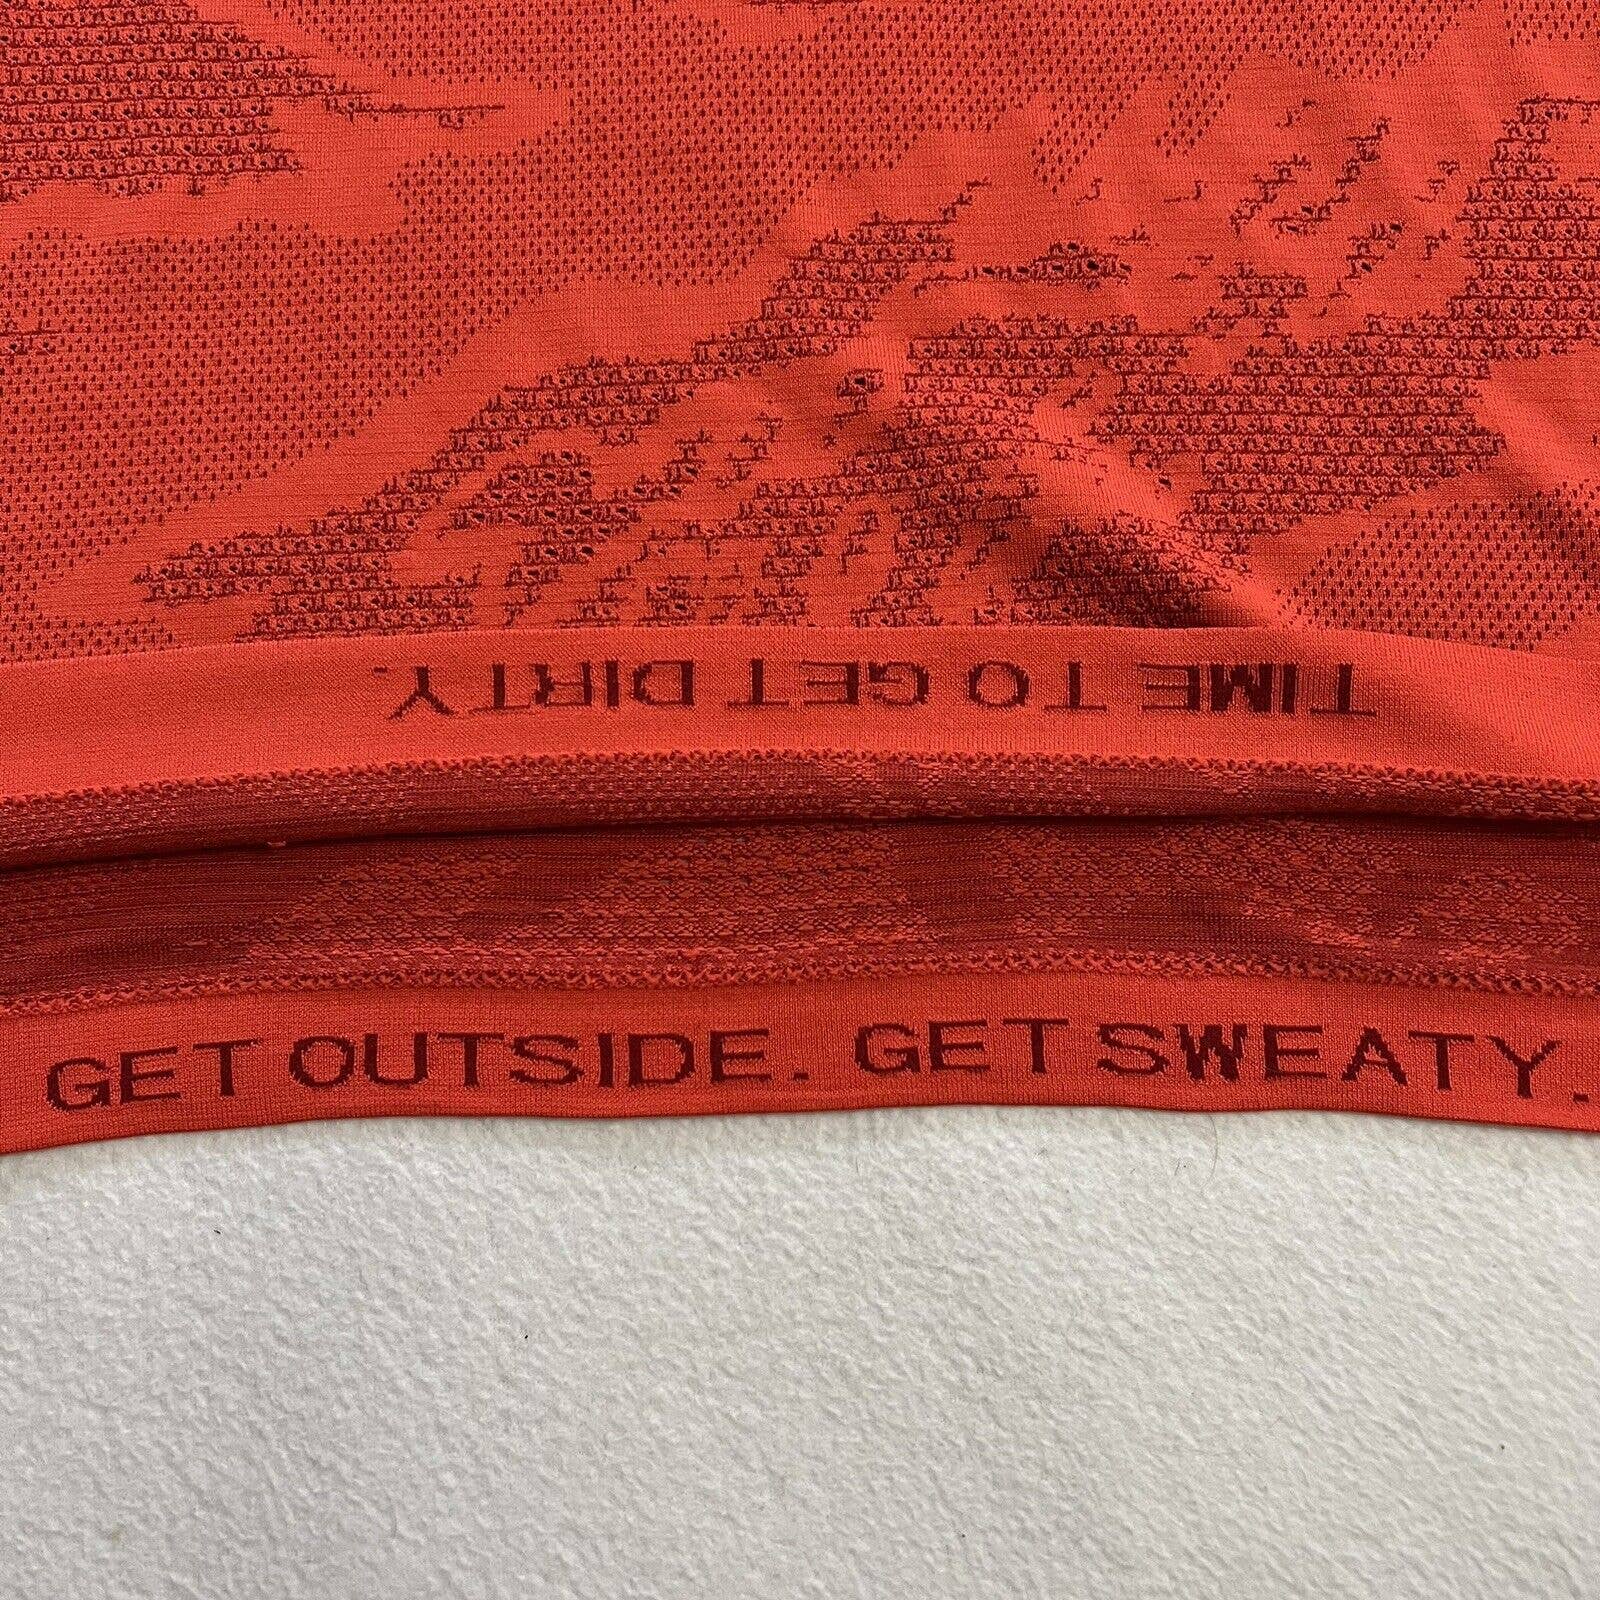 TIME TO GET DIRTY.
GET OUTSIDE. GET SWEATY.